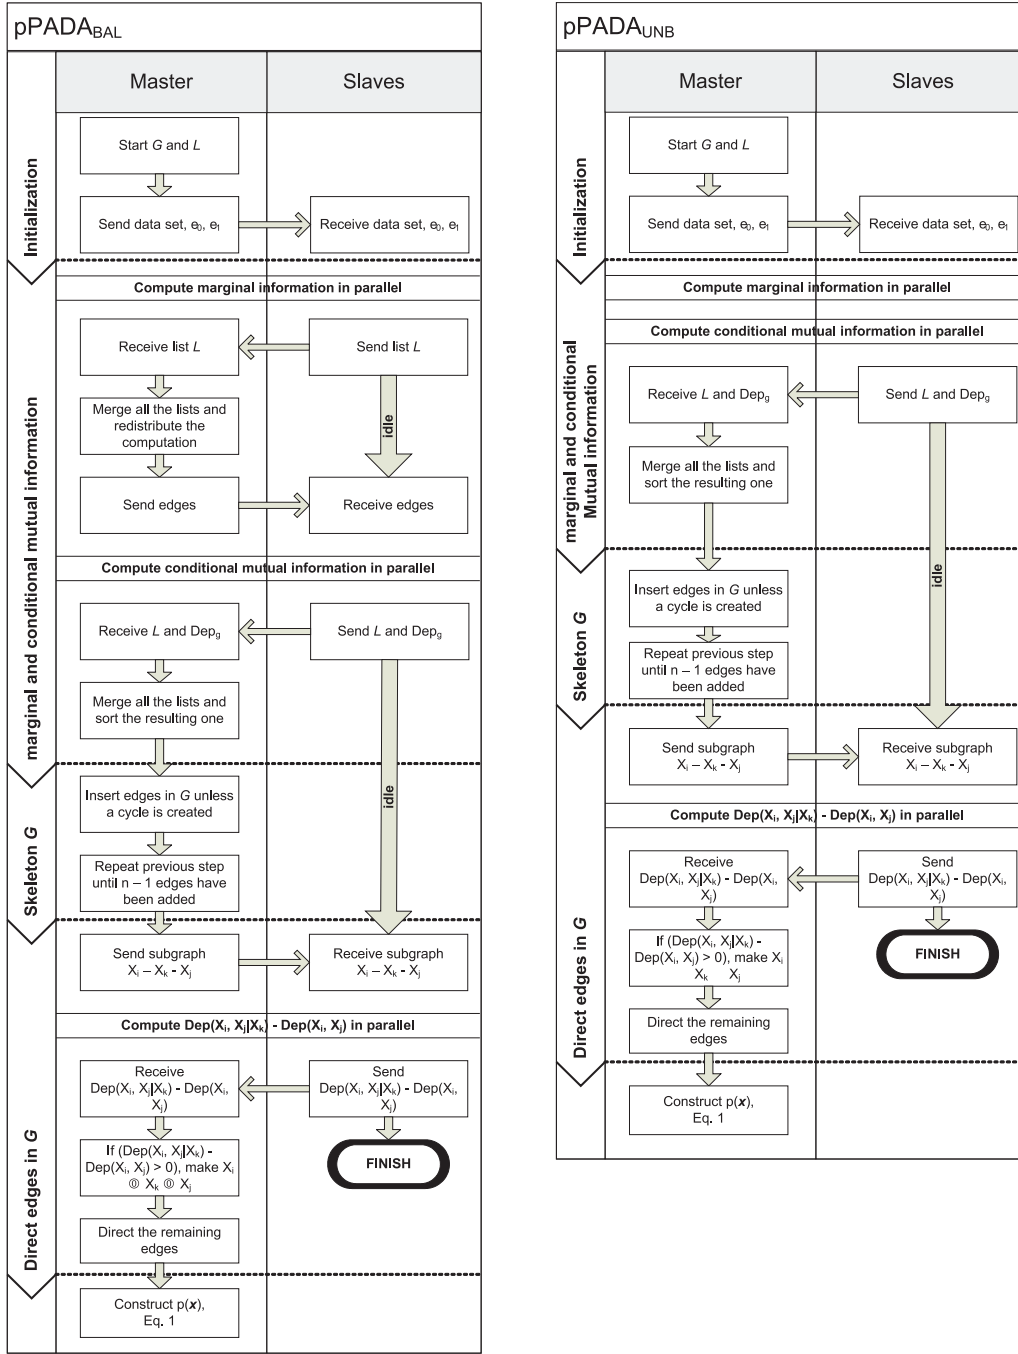 pPADABAL
Master
Slaves
Initialization
Start G and L
Send data set, e0, e1
Receive data set, e0, e1
marginal and conditional mutual information
Compute marginal information in parallel
Receive list L
Send list L
Merge all the lists and
redistribute the
computation
idle
Send edges
Receive edges
Compute conditional mutual information in parallel
Receive L and Depg
Send L and Depg
Merge all the lists and
sort the resulting one
idle
Skeleton G
Insert edges in G unless
a cycle is created
Repeat previous step
until n – 1 edges have
been added
Direct edges in G
Send subgraph
Xi – Xk - Xj
Receive subgraph
Xi – Xk - Xj
Compute Dep(Xi, Xj|Xk) - Dep(Xi, Xj) in parallel
Receive
Dep(Xi, Xj|Xk) - Dep(Xi,
Xj)
Send
Dep(Xi, Xj|Xk) - Dep(Xi,
Xj)
If (Dep(Xi, Xj|Xk) -
Dep(Xi, Xj) > 0), make Xi
Xk Xj
FINISH
Direct the remaining
edges
Construct p(x),
Eq. 1
pPADAUNB
Master
Slaves
Initialization
Start G and L
Send data set, e0, e1
Receive data set, e0, e1
marginal and conditional
Mutual information
Compute marginal information in parallel
Compute conditional mutual information in parallel
Receive L and Depg
Send L and Depg
Merge all the lists and
sort the resulting one
idle
Skeleton G
Insert edges in G unless
a cycle is created
Repeat previous step
until n – 1 edges have
been added
Direct edges in G
Send subgraph
Xi – Xk - Xj
Receive subgraph
Xi – Xk - Xj
Compute Dep(Xi, Xj|Xk) - Dep(Xi, Xj) in parallel
Receive
Dep(Xi, Xj|Xk) - Dep(Xi,
Xj)
Send
Dep(Xi, Xj|Xk) - Dep(Xi,
Xj)
If (Dep(Xi, Xj|Xk) -
Dep(Xi, Xj) > 0), make Xi
Xk Xj
FINISH
Direct the remaining
edges
Construct p(x),
Eq. 1